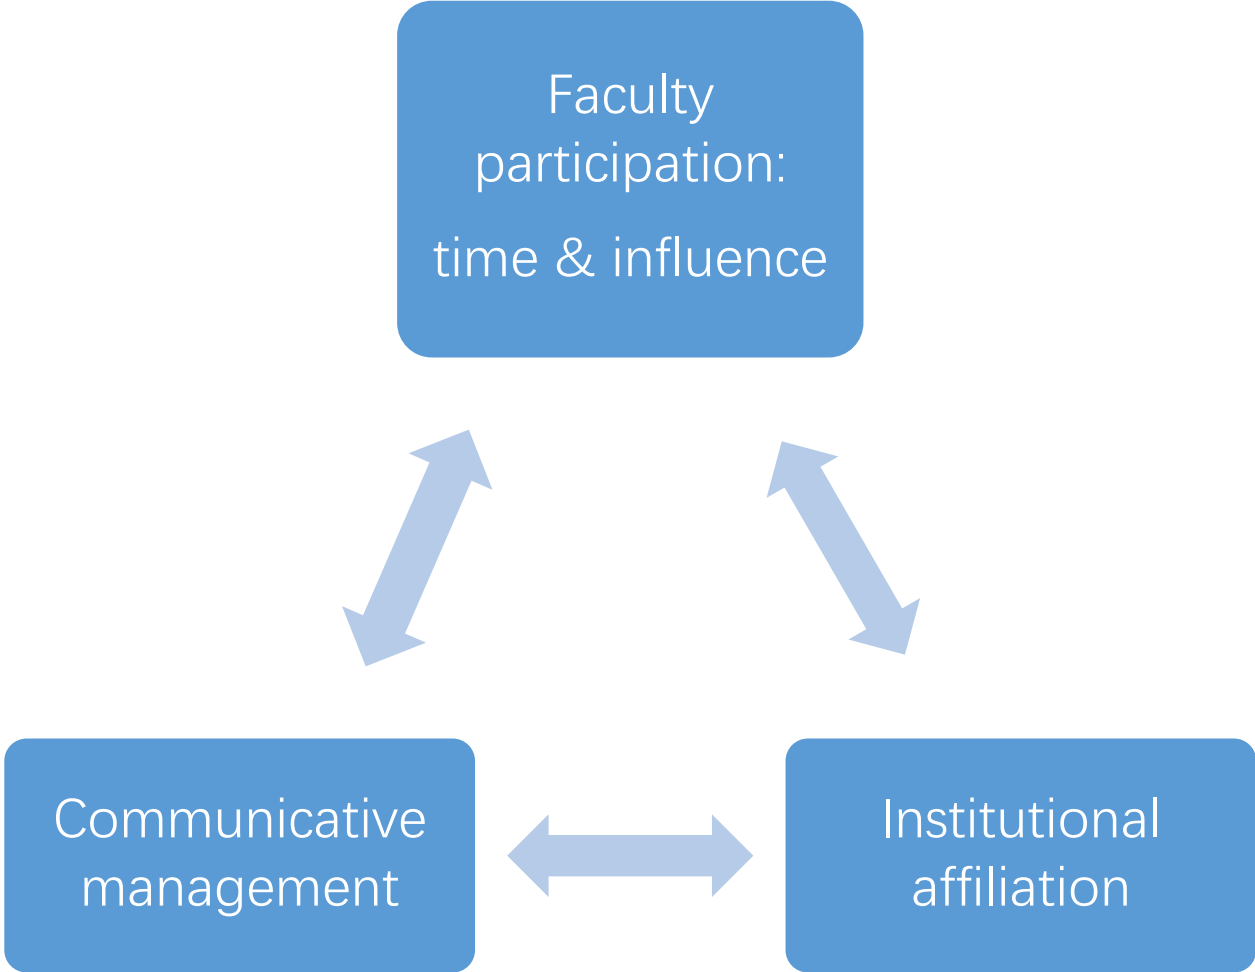 Faculty
participation:
time & influence
Communicative
management
Institutional
affiliation